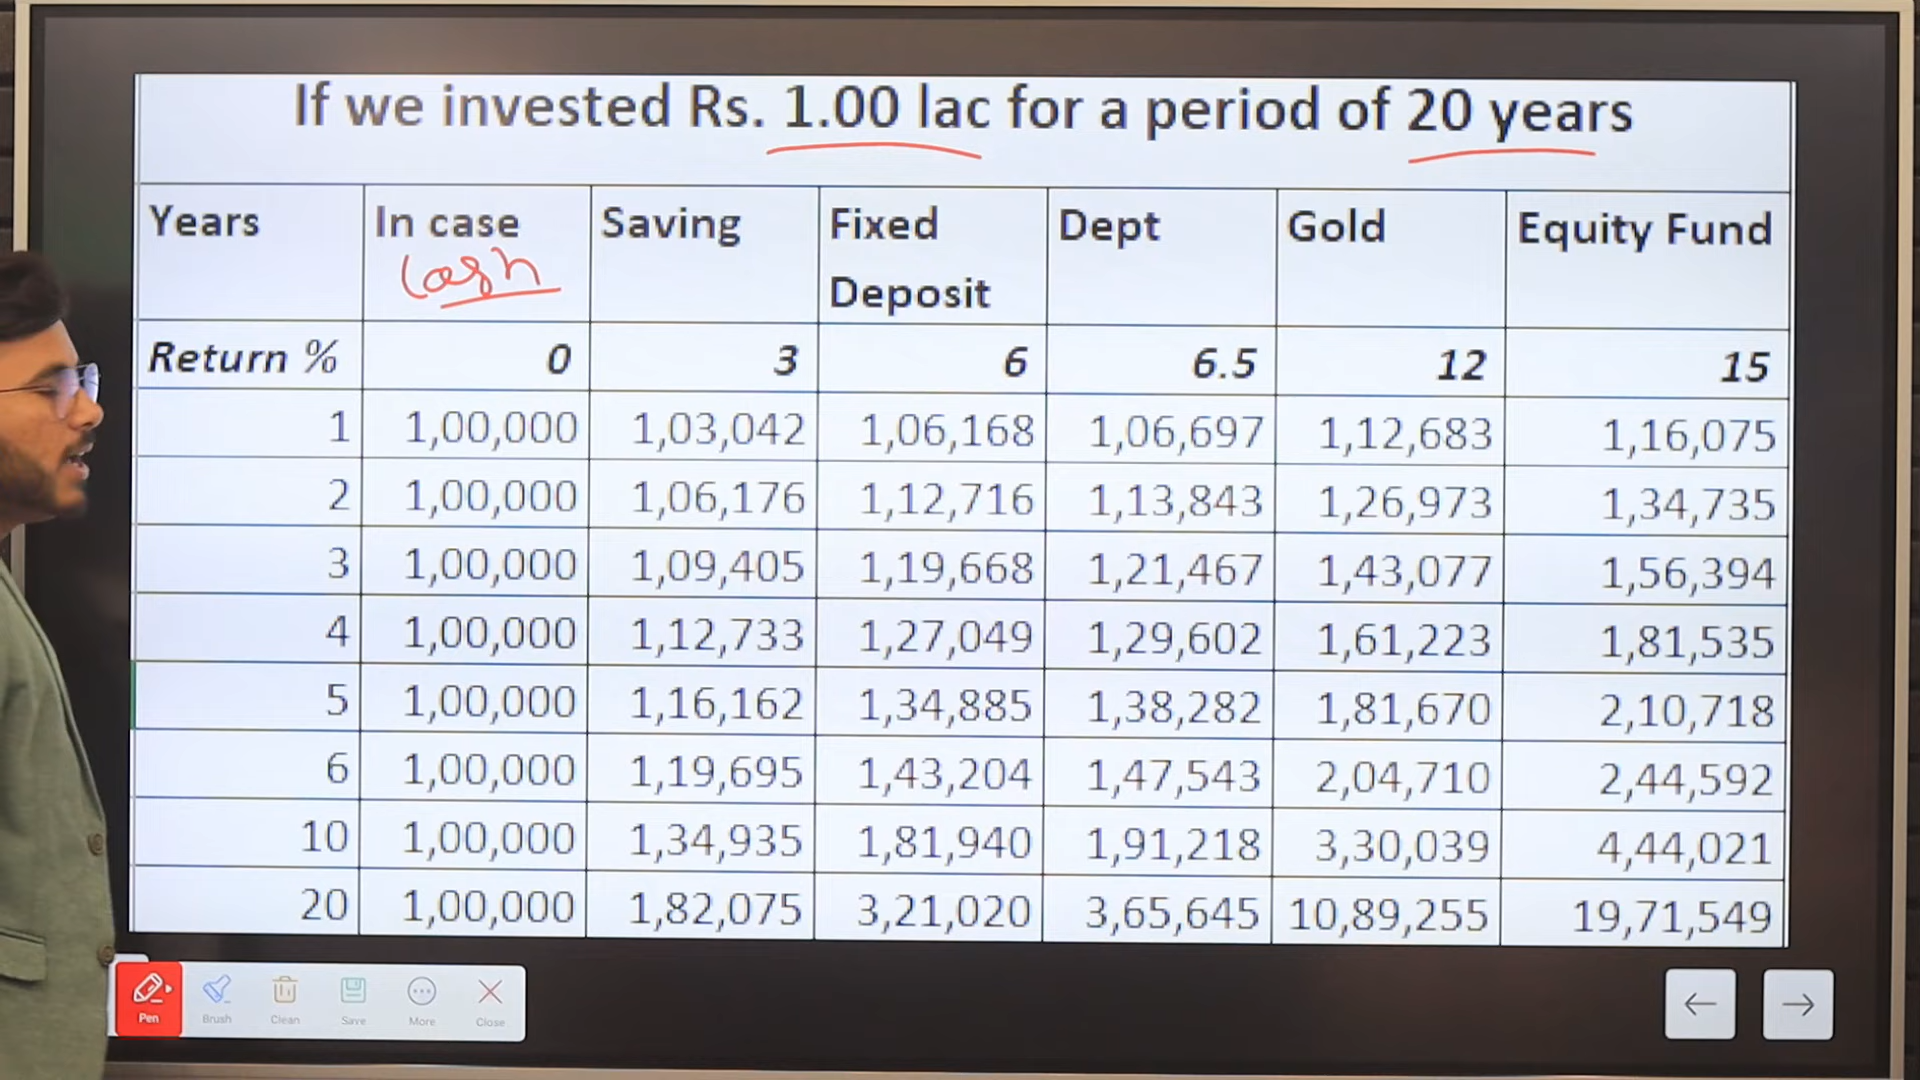 If we invested Rs. 1.00 lac for a period of 20 years
Years In case Saving Fixed Deposit Dept Gold Equity Fund
Cash
Return % 0 3 6 6.5 12 15
1 1,00,000 1,03,042 1,06,168 1,06,697 1,12,683 1,16,075
2 1,00,000 1,06,176 1,12,716 1,13,843 1,26,973 1,34,735
3 1,00,000 1,09,405 1,19,668 1,21,467 1,43,077 1,56,394
4 1,00,000 1,12,733 1,27,049 1,29,602 1,61,223 1,81,535
5 1,00,000 1,16,162 1,34,885 1,38,282 1,81,670 2,10,718
6 1,00,000 1,19,695 1,43,204 1,47,543 2,04,710 2,44,592
10 1,00,000 1,34,935 1,81,940 1,91,218 3,30,039 4,44,021
20 1,00,000 1,82,075 3,21,020 3,65,645 10,89,255 19,71,549
Pen Brush Clean Save More Close